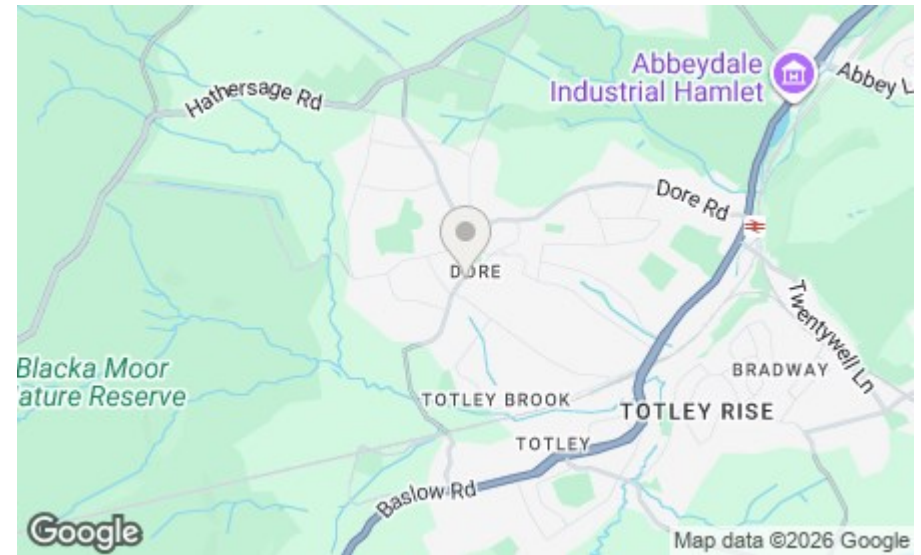 Abbeydale
Industrial Hamlet
Abbey L
Hathersage Rd
Dore Rd
DORE
Twentywell Ln
Blacka Moor
ature Reserve
BRADWAY
TOTLEY BROOK
TOTLEY RISE
TOTLEY
Baslow Rd
Google
Map data ©2026 Google